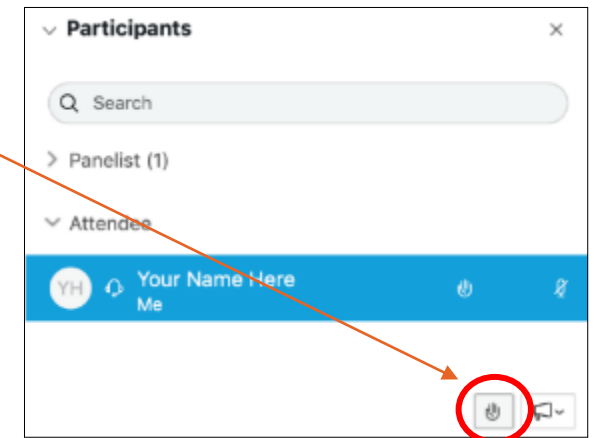 Participants
Search
Panelist (1)
Attendee
YH
Your Name Here
Me